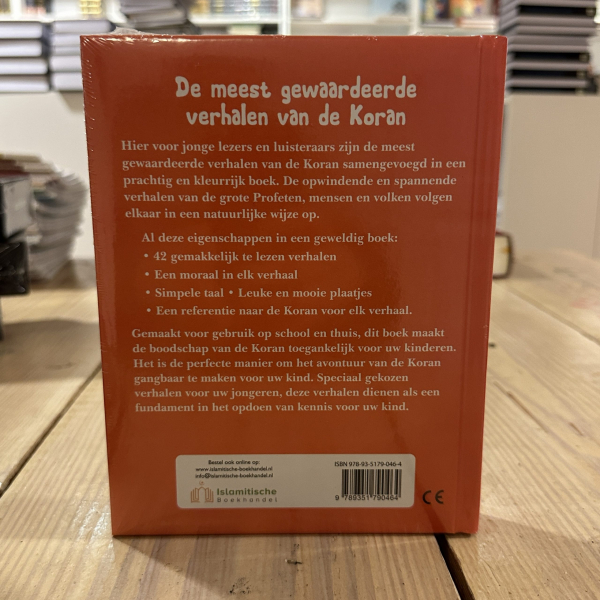 De meest gewaardeerde
verhalen van de Koran
Hier voor jonge lezers en luisteraars zijn de meest
gewaardeerde verhalen van de Koran samengevoegd in een
prachtig en kleurrijk boek. De opwindende en spannende
verhalen van de grote Profeten, mensen en volken volgen
elkaar in een natuurlijke wijze op.
Al deze eigenschappen in een geweldig boek:
• 42 gemakkelijk te lezen verhalen
• Een moraal in elk verhaal
• Simpele taal • Leuke en mooie plaatjes
• Een referentie naar de Koran voor elk verhaal.
Gemaakt voor gebruik op school en thuis, dit boek maakt
de boodschap van de Koran toegankelijk voor uw kinderen.
Het is de perfecte manier om het avontuur van de Koran
gangbaar te maken voor uw kind. Speciaal gekozen
verhalen voor uw jongeren, deze verhalen dienen als een
fundament in het opdoen van kennis voor uw kind.
Bestel ook online op:
www.islamitische-boekhandel.nl
info@islamitische-boekhandel.nl
Islamitische
Boekhandel
ISBN 978-93-5179-046-4
9 789351 790464
CE